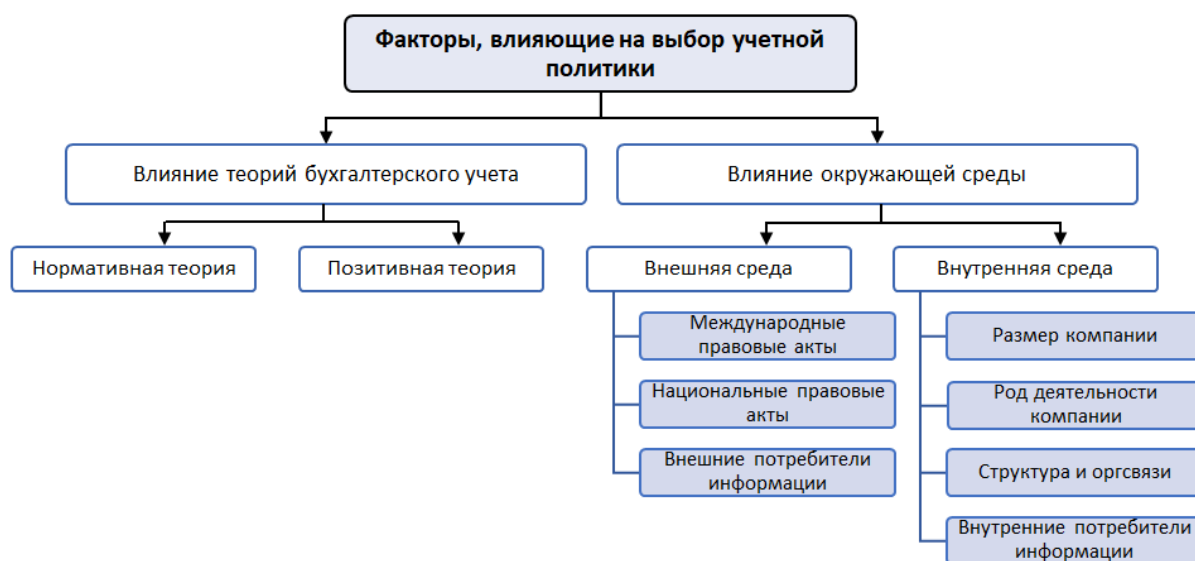 Факторы, влияющие на выбор учетной
политики
Влияние теорий бухгалтерского учета
Влияние окружающей среды
Нормативная теория
Позитивная теория
Внешняя среда
Внутренняя среда
Международные
правовые акты
Национальные правовые
акты
Внешние потребители
информации
Размер компании
Род деятельности
компании
Структура и оргсвязи
Внутренние потребители
информации